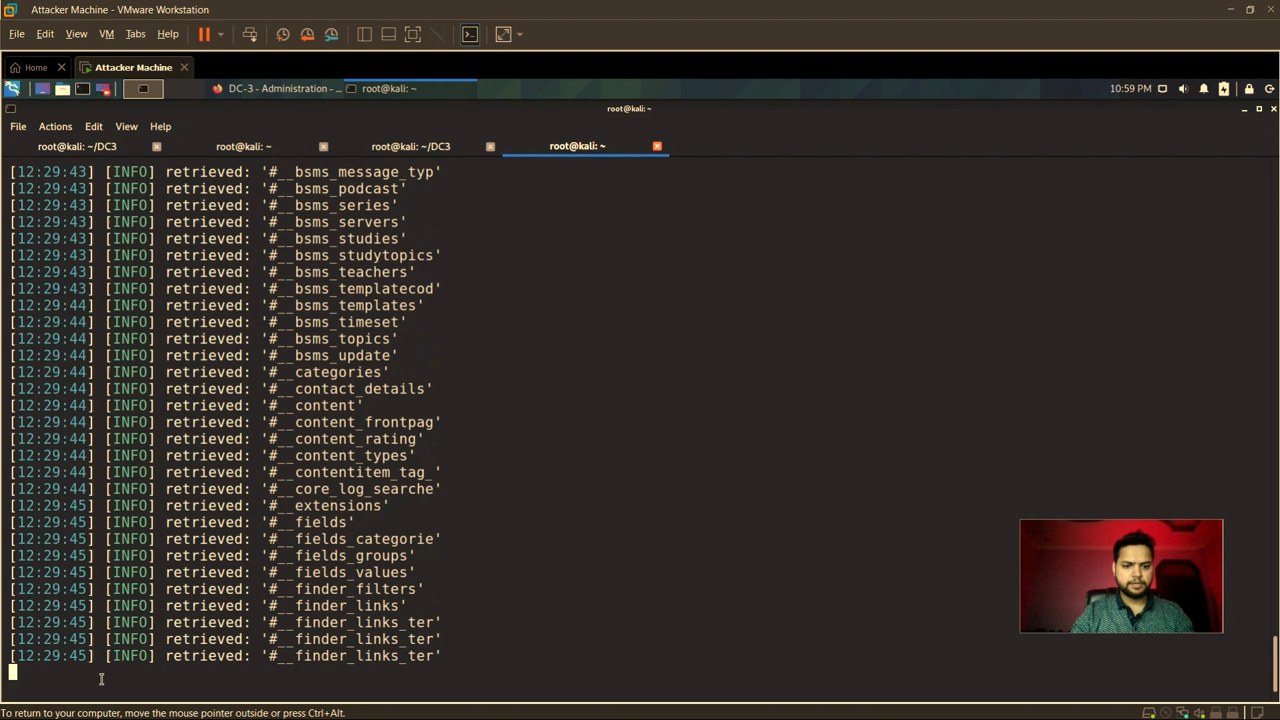 Attacker Machine - VMware Workstation
File Edit View VM Tabs Help
Home Attacker Machine
DC-3 - Administration - ... root@kali: ~ 10:59 PM
root@kali: ~
File Actions Edit View Help
root@kali: ~/DC3 root@kali: ~ root@kali: ~/DC3 root@kali: ~
[12:29:43] [INFO] retrieved: '#__bsms_message_typ'
[12:29:43] [INFO] retrieved: '#__bsms_podcast'
[12:29:43] [INFO] retrieved: '#__bsms_series'
[12:29:43] [INFO] retrieved: '#__bsms_servers'
[12:29:43] [INFO] retrieved: '#__bsms_studies'
[12:29:43] [INFO] retrieved: '#__bsms_studytopics'
[12:29:43] [INFO] retrieved: '#__bsms_teachers'
[12:29:43] [INFO] retrieved: '#__bsms_templatecod'
[12:29:44] [INFO] retrieved: '#__bsms_templates'
[12:29:44] [INFO] retrieved: '#__bsms_timeset'
[12:29:44] [INFO] retrieved: '#__bsms_topics'
[12:29:44] [INFO] retrieved: '#__bsms_update'
[12:29:44] [INFO] retrieved: '#__categories'
[12:29:44] [INFO] retrieved: '#__contact_details'
[12:29:44] [INFO] retrieved: '#__content'
[12:29:44] [INFO] retrieved: '#__content_frontpag'
[12:29:44] [INFO] retrieved: '#__content_rating'
[12:29:44] [INFO] retrieved: '#__content_types'
[12:29:44] [INFO] retrieved: '#__contentitem_tag_'
[12:29:44] [INFO] retrieved: '#__core_log_searche'
[12:29:45] [INFO] retrieved: '#__extensions'
[12:29:45] [INFO] retrieved: '#__fields'
[12:29:45] [INFO] retrieved: '#__fields_categorie'
[12:29:45] [INFO] retrieved: '#__fields_groups'
[12:29:45] [INFO] retrieved: '#__fields_values'
[12:29:45] [INFO] retrieved: '#__finder_filters'
[12:29:45] [INFO] retrieved: '#__finder_links'
[12:29:45] [INFO] retrieved: '#__finder_links_ter'
[12:29:45] [INFO] retrieved: '#__finder_links_ter'
[12:29:45] [INFO] retrieved: '#__finder_links_ter'
To return to your computer, move the mouse pointer outside or press Ctrl+Alt.